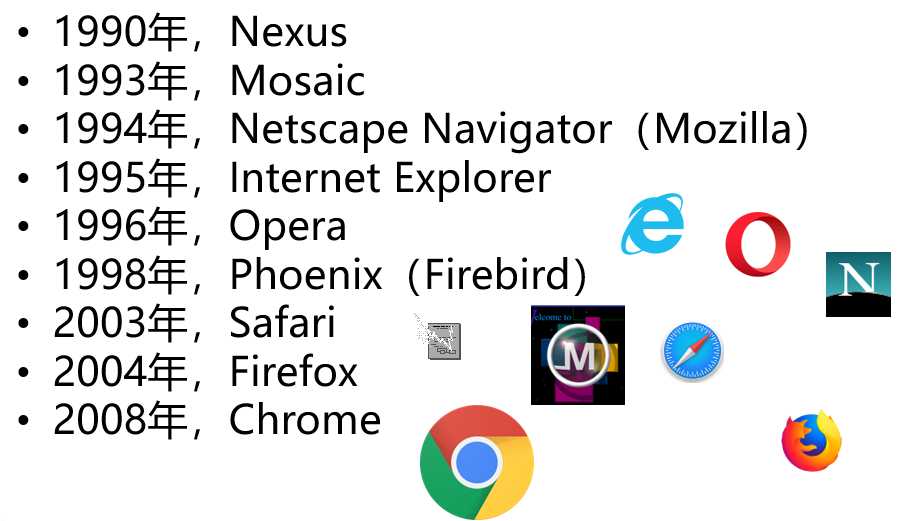 • 1990年，Nexus
• 1993年，Mosaic
• 1994年，Netscape Navigator（Mozilla）
• 1995年，Internet Explorer
• 1996年，Opera
• 1998年，Phoenix（Firebird）
• 2003年，Safari
• 2004年，Firefox
• 2008年，Chrome
N
elcome to
M